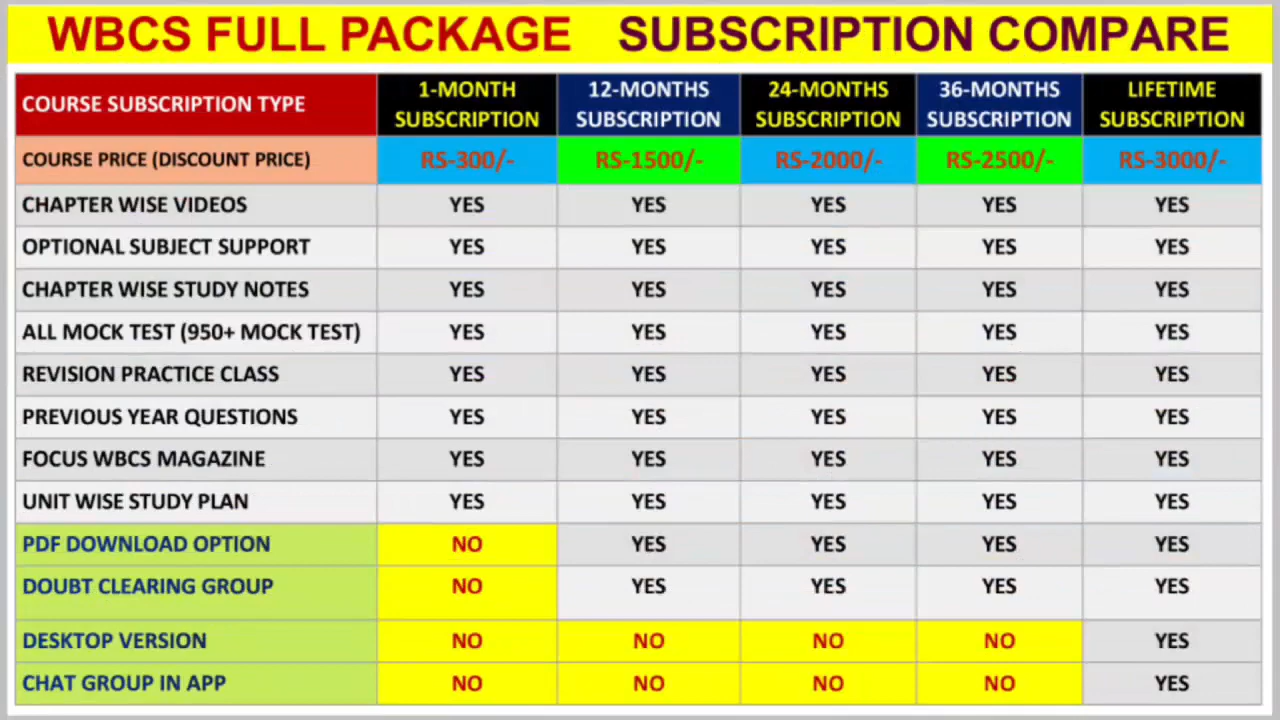 WBCS FULL PACKAGE SUBSCRIPTION COMPARE
COURSE SUBSCRIPTION TYPE 1-MONTH SUBSCRIPTION 12-MONTHS SUBSCRIPTION 24-MONTHS SUBSCRIPTION 36-MONTHS SUBSCRIPTION LIFETIME SUBSCRIPTION
COURSE PRICE (DISCOUNT PRICE) RS-300/- RS-1500/- RS-2000/- RS-2500/- RS-3000/-
CHAPTER WISE VIDEOS YES YES YES YES YES
OPTIONAL SUBJECT SUPPORT YES YES YES YES YES
CHAPTER WISE STUDY NOTES YES YES YES YES YES
ALL MOCK TEST (950+ MOCK TEST) YES YES YES YES YES
REVISION PRACTICE CLASS YES YES YES YES YES
PREVIOUS YEAR QUESTIONS YES YES YES YES YES
FOCUS WBCS MAGAZINE YES YES YES YES YES
UNIT WISE STUDY PLAN YES YES YES YES YES
PDF DOWNLOAD OPTION NO YES YES YES YES
DOUBT CLEARING GROUP NO YES YES YES YES
DESKTOP VERSION NO NO NO NO YES
CHAT GROUP IN APP NO NO NO NO YES